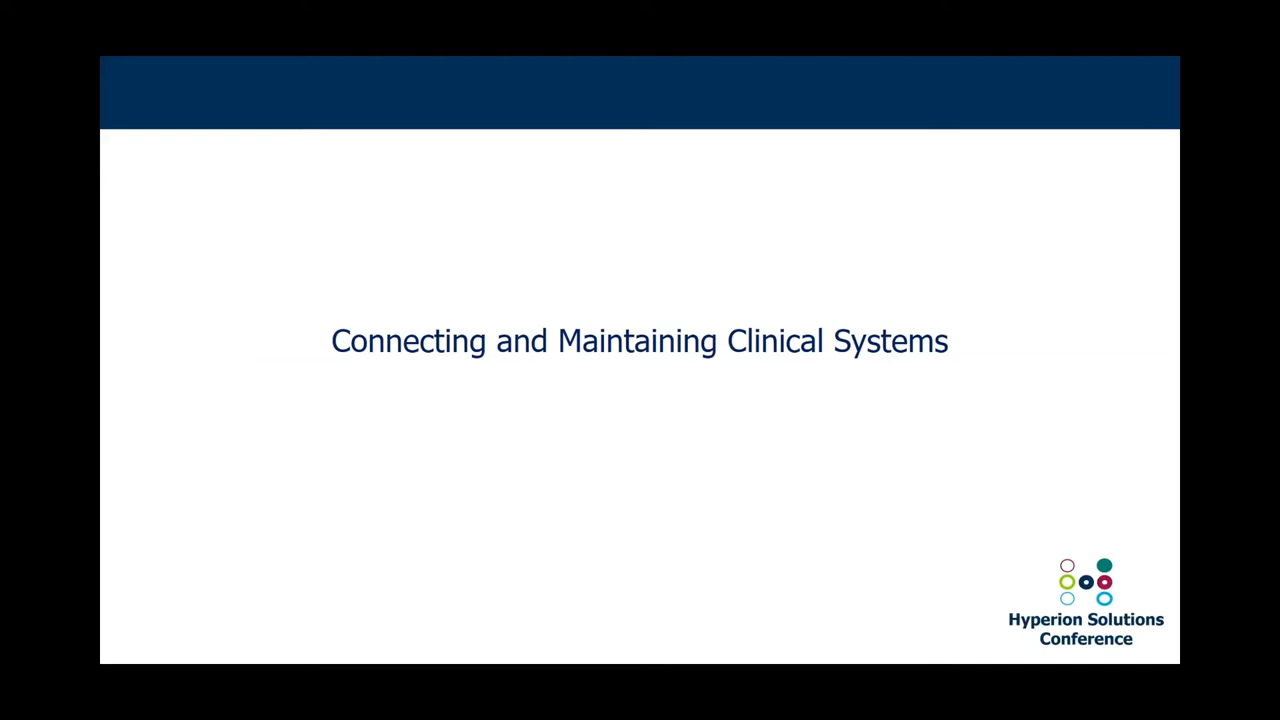 Connecting and Maintaining Clinical Systems
Hyperion Solutions
Conference